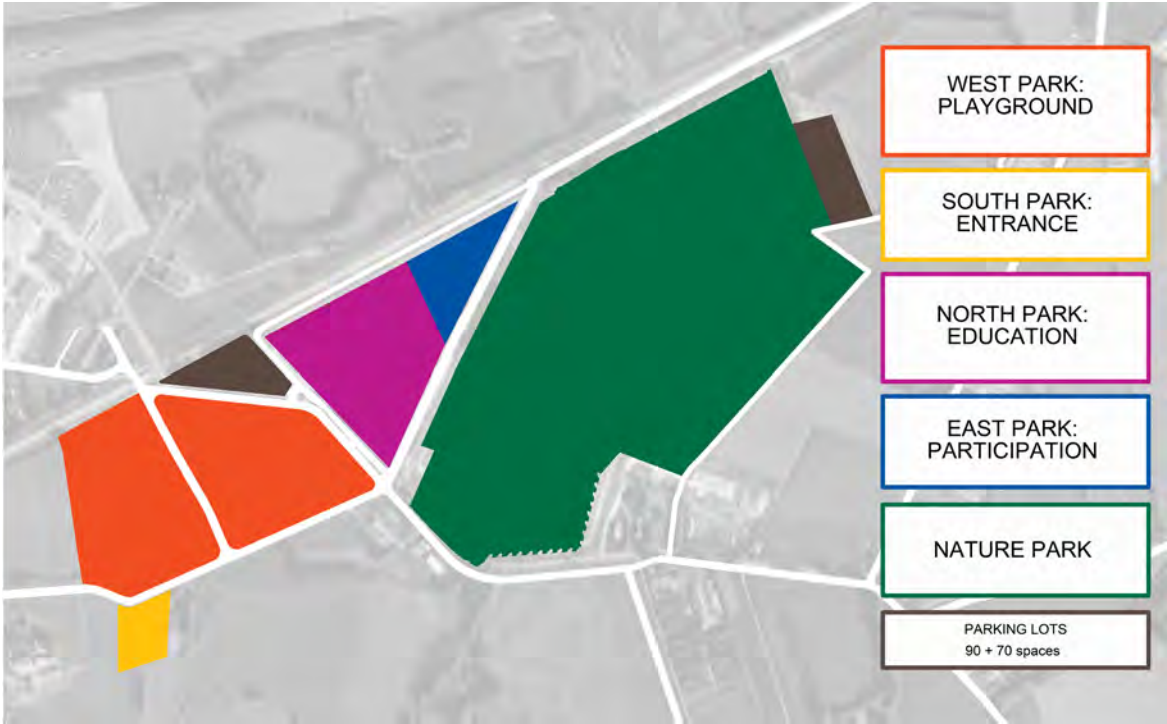 WEST PARK:
PLAYGROUND
SOUTH PARK:
ENTRANCE
NORTH PARK:
EDUCATION
EAST PARK:
PARTICIPATION
NATURE PARK
PARKING LOTS
90 + 70 spaces